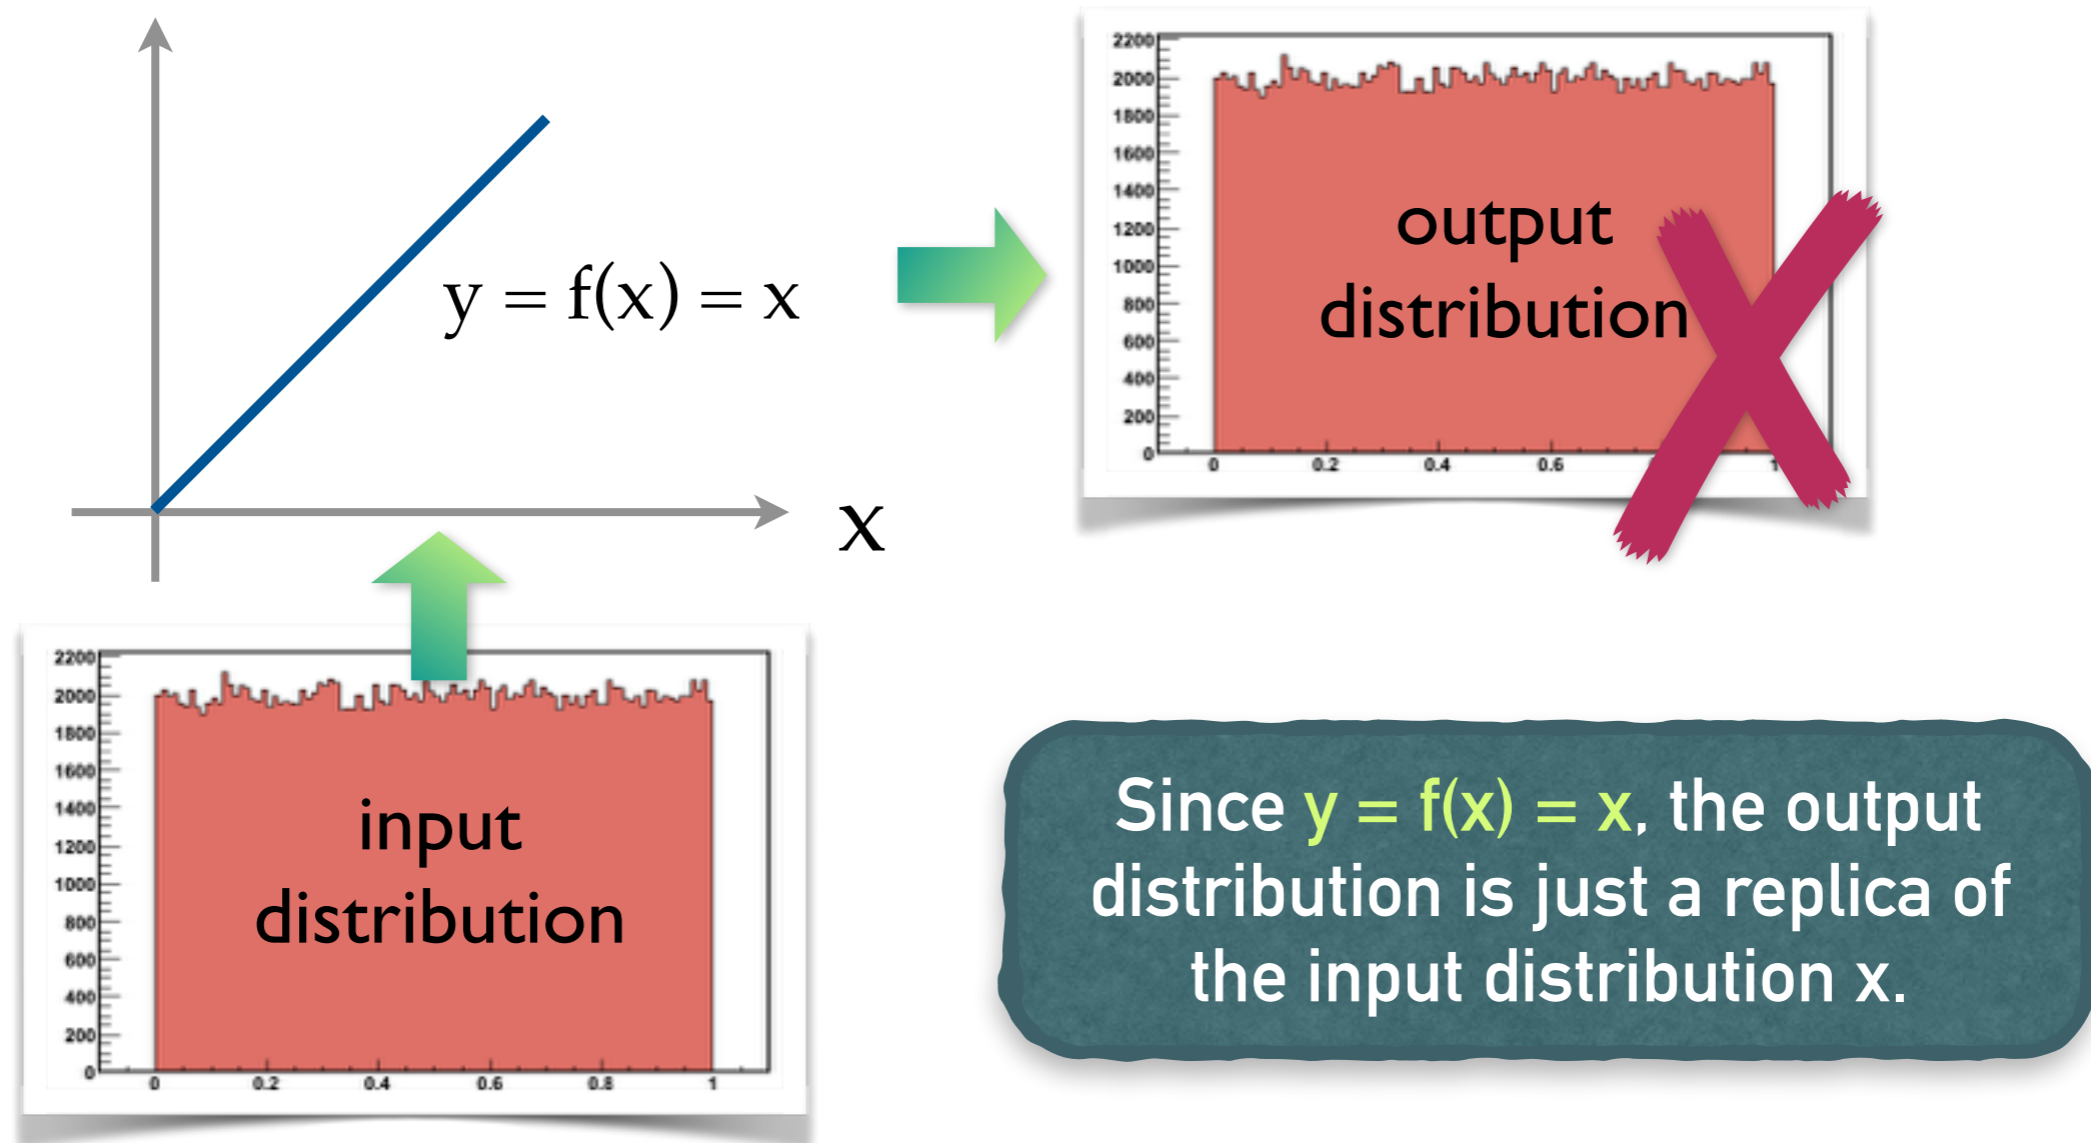 y = f(x) = x
x
2200
2000
1800
1600
1400
1200
1000
800
600
400
200
0
0 0.2 0.4 0.6 1
output
distribution
2200
2000
1800
1600
1400
1200
1000
800
600
400
200
0
0 0.2 0.4 0.6 0.8 1
input
distribution
Since y = f(x) = x, the output
distribution is just a replica of
the input distribution x.